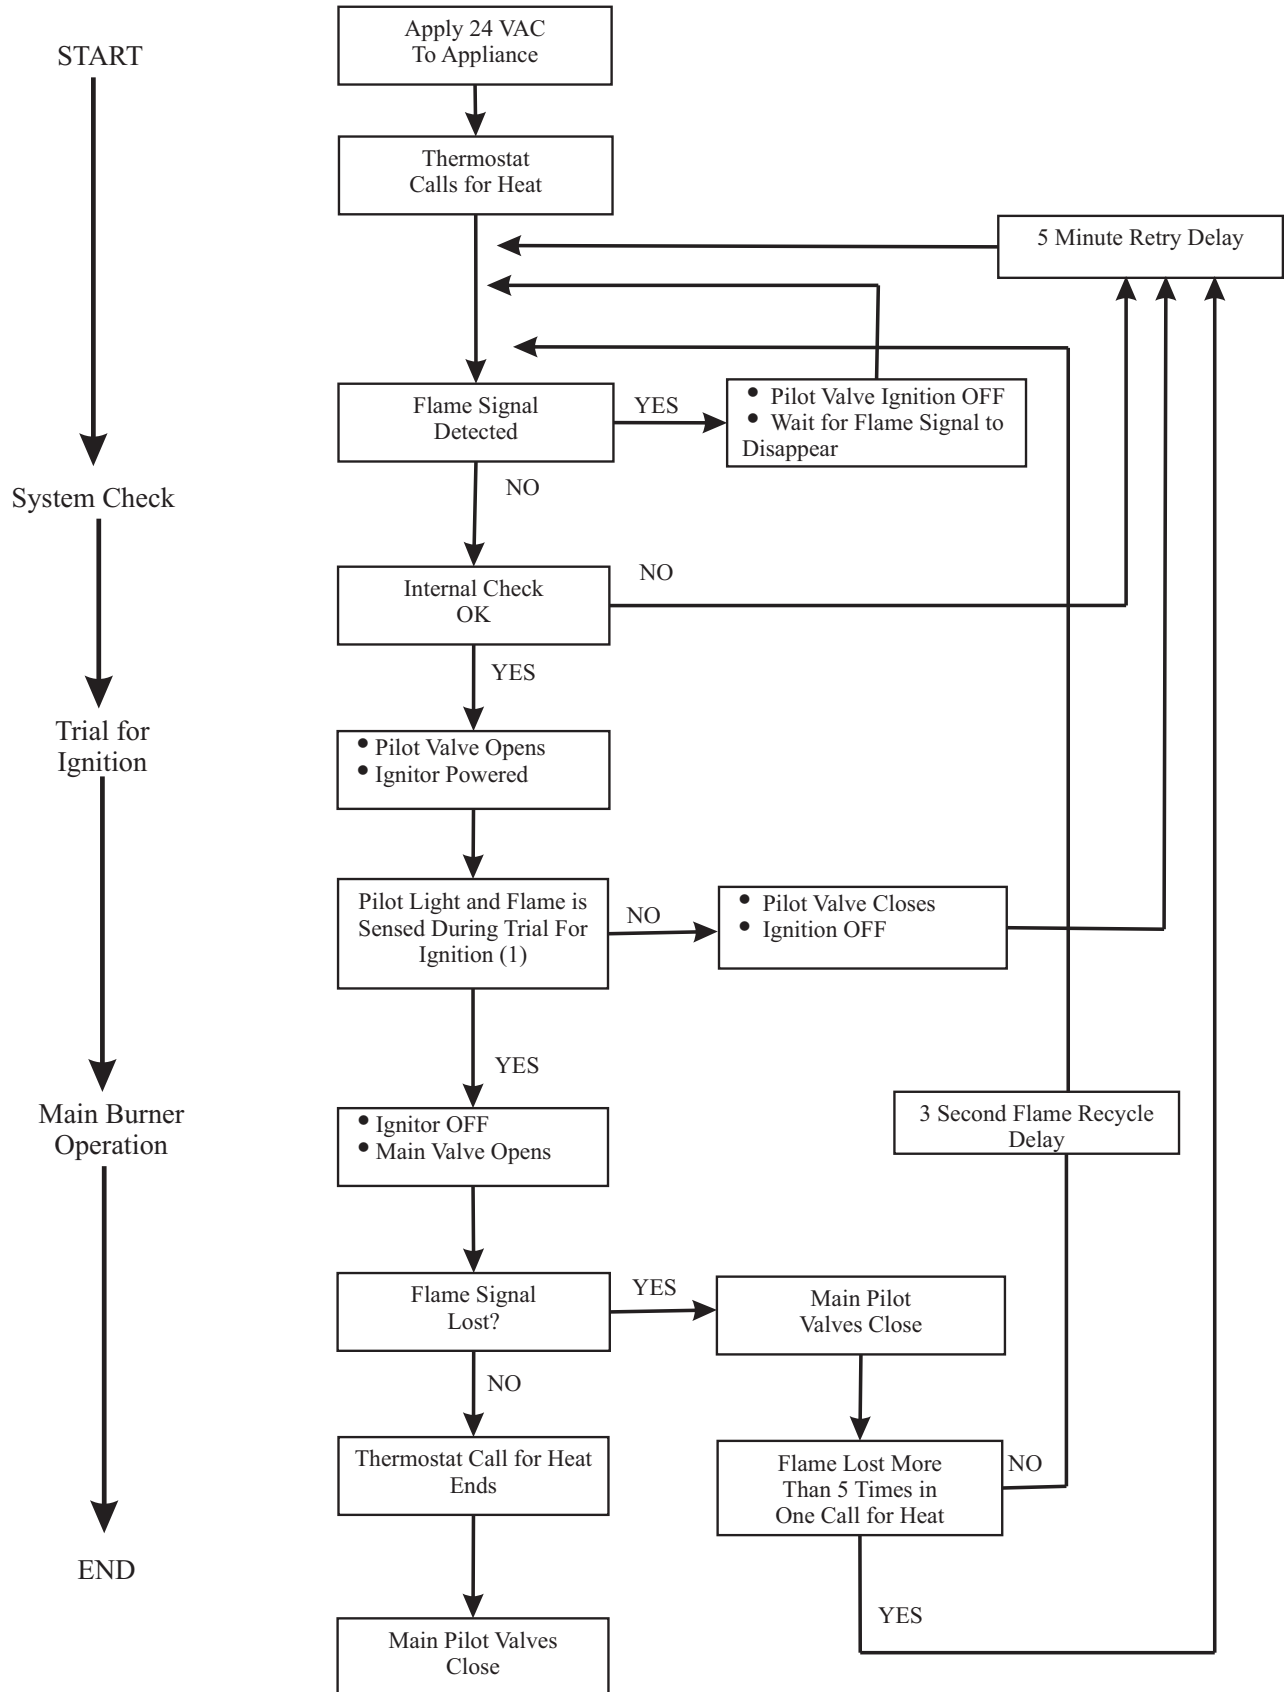 START
Apply 24 VAC
To Appliance
Thermostat
Calls for Heat
5 Minute Retry Delay
Flame Signal
Detected
YES
• Pilot Valve Ignition OFF
• Wait for Flame Signal to
Disappear
NO
System Check
Internal Check
OK
NO
YES
Trial for
Ignition
• Pilot Valve Opens
• Ignitor Powered
Pilot Light and Flame is
Sensed During Trial For
Ignition (1)
NO
• Pilot Valve Closes
• Ignition OFF
YES
Main Burner
Operation
• Ignitor OFF
• Main Valve Opens
3 Second Flame Recycle
Delay
Flame Signal
Lost?
YES
Main Pilot
Valves Close
NO
Thermostat Call for Heat
Ends
Flame Lost More
Than 5 Times in
One Call for Heat
NO
END
YES
Main Pilot Valves
Close